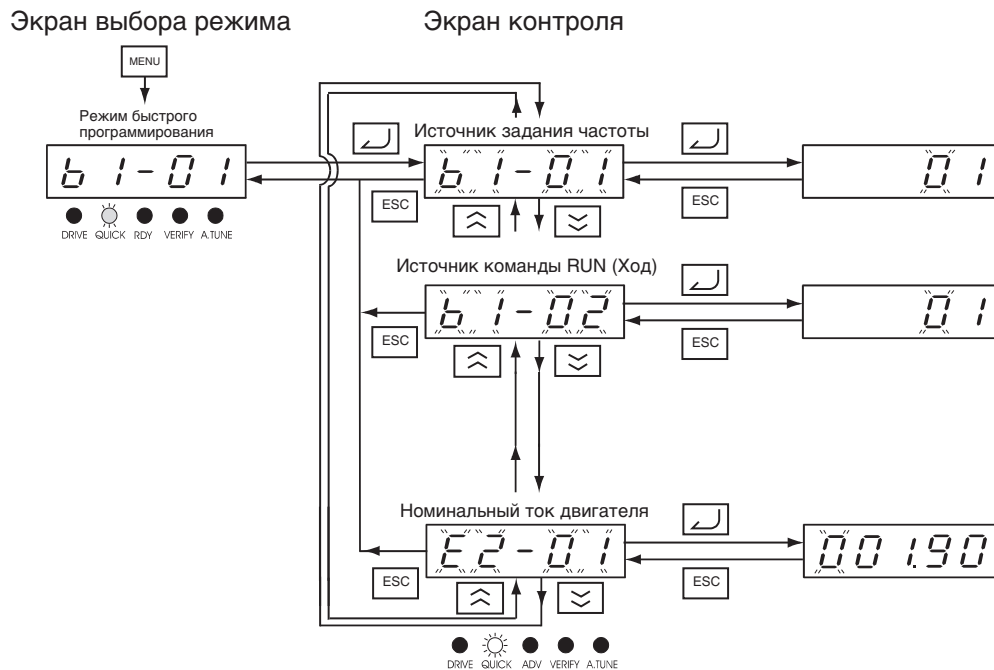 Экран выбора режима
Экран контроля
MENU
Режим быстрого
программирования
Источник задания частоты
b1-01
b1-01
01
ESC
ESC
DRIVE QUICK RDY VERIFY A.TUNE
Источник команды RUN (Ход)
b1-02
01
ESC
ESC
Номинальный ток двигателя
E2-01
001.90
ESC
ESC
DRIVE QUICK ADV VERIFY A.TUNE